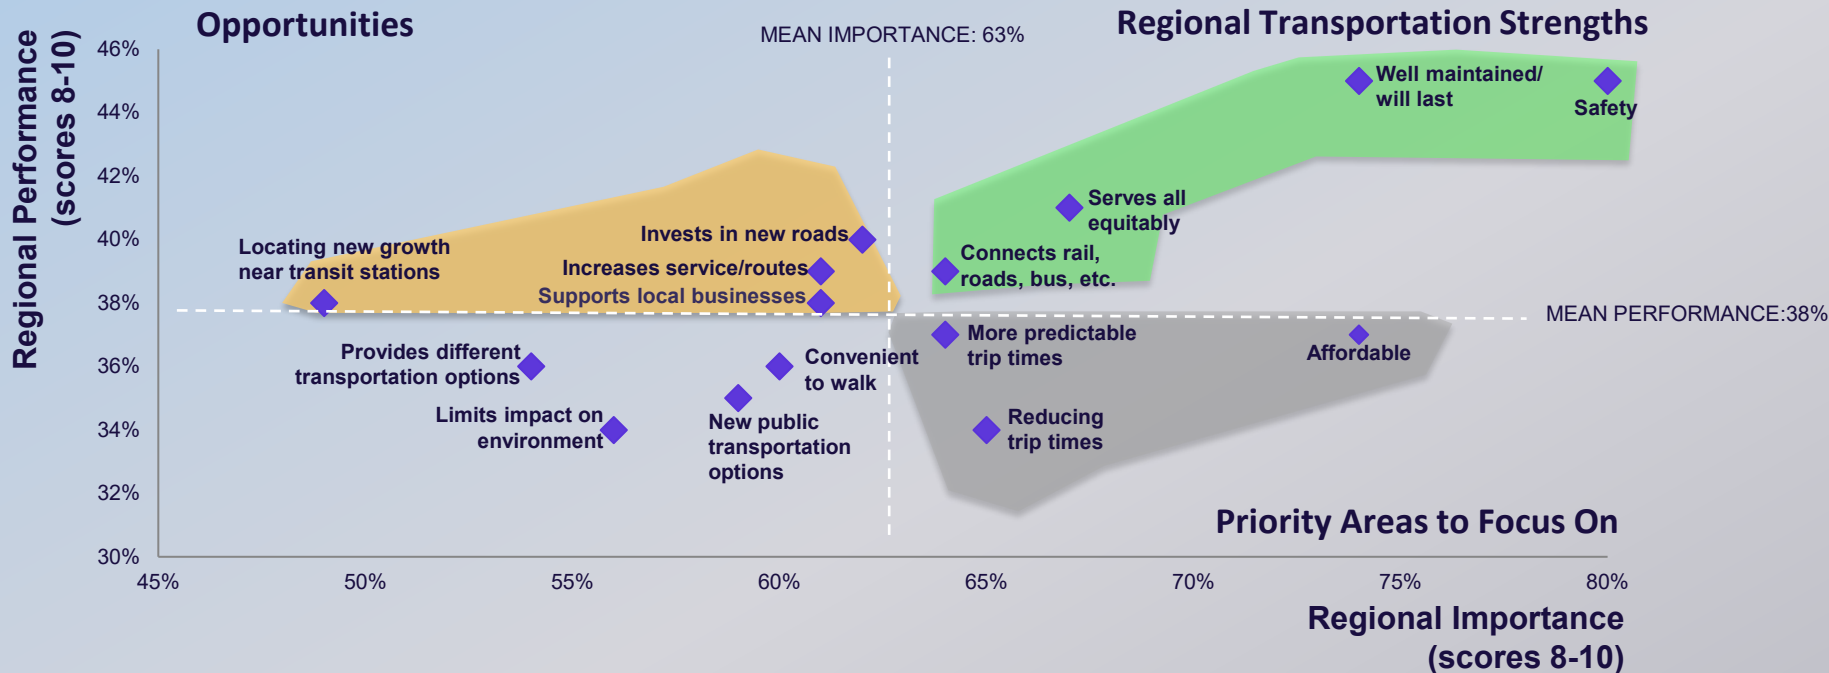 Opportunities
Regional Transportation Strengths
MEAN IMPORTANCE: 63%
Regional Performance
(scores 8-10)
46%
44%
42%
40%
38%
36%
34%
32%
30%
Well maintained/
will last
Safety
Serves all
equitably
Connects rail,
roads, bus, etc.
Invests in new roads
Locating new growth
near transit stations
Increases service/routes
Supports local businesses
MEAN PERFORMANCE:38%
Provides different
transportation options
Convenient
to walk
More predictable
trip times
Affordable
Limits impact on
environment
New public
transportation
options
Reducing
trip times
Priority Areas to Focus On
45%
50%
55%
60%
65%
70%
75%
80%
Regional Importance
(scores 8-10)